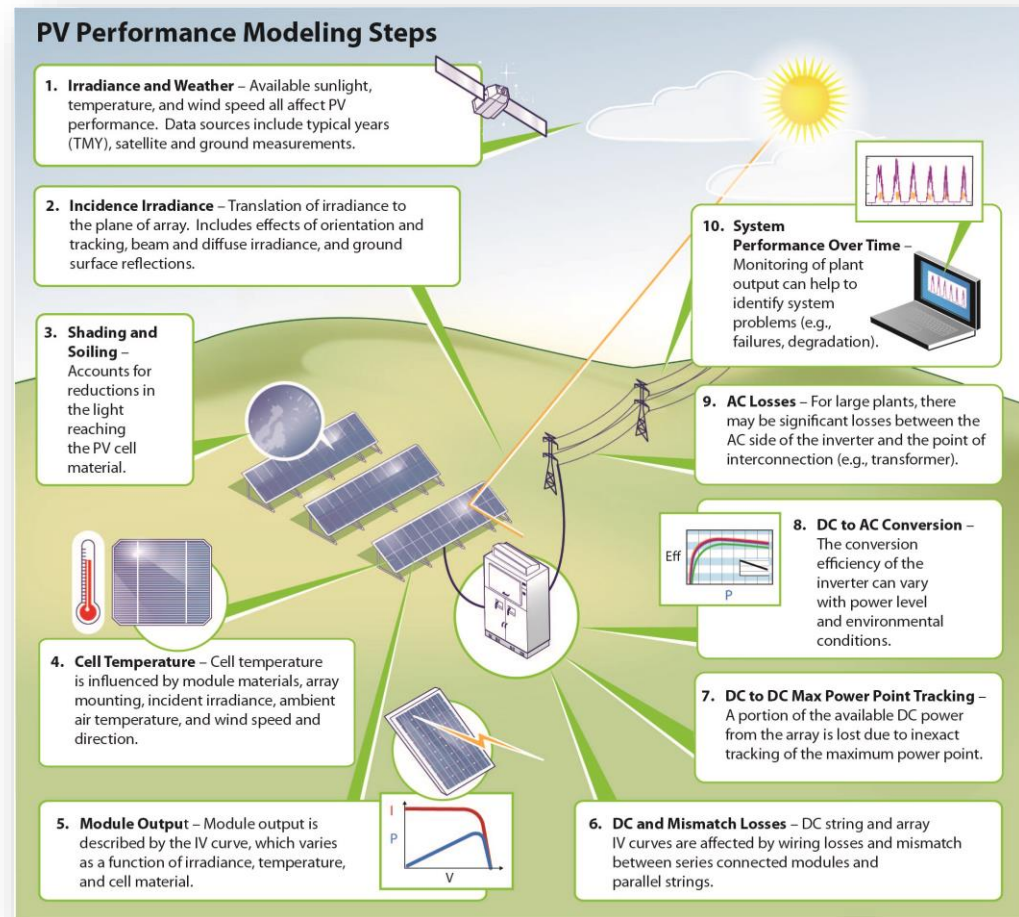 PV Performance Modeling Steps
1. Irradiance and Weather – Available sunlight,
temperature, and wind speed all affect PV
performance. Data sources include typical years
(TMY), satellite and ground measurements.
2. Incidence Irradiance – Translation of irradiance to
the plane of array. Includes effects of orientation and
tracking, beam and diffuse irradiance, and ground
surface reflections.
3. Shading and
Soiling –
Accounts for
reductions in
the light
reaching
the PV cell
material.
4. Cell Temperature – Cell temperature
is influenced by module materials, array
mounting, incident irradiance, ambient
air temperature, and wind speed and
direction.
5. Module Output – Module output is
described by the IV curve, which varies
as a function of irradiance, temperature,
and cell material.
I
P
V
6. DC and Mismatch Losses – DC string and array
IV curves are affected by wiring losses and mismatch
between series connected modules and
parallel strings.
7. DC to DC Max Power Point Tracking –
A portion of the available DC power
from the array is lost due to inexact
tracking of the maximum power point.
Eff
P
8. DC to AC Conversion –
The conversion
efficiency of the
inverter can vary
with power level
and environmental
conditions.
9. AC Losses – For large plants, there
may be significant losses between the
AC side of the inverter and the point of
interconnection (e.g., transformer).
10. System
Performance Over Time –
Monitoring of plant
output can help to
identify system
problems (e.g.,
failures, degradation).